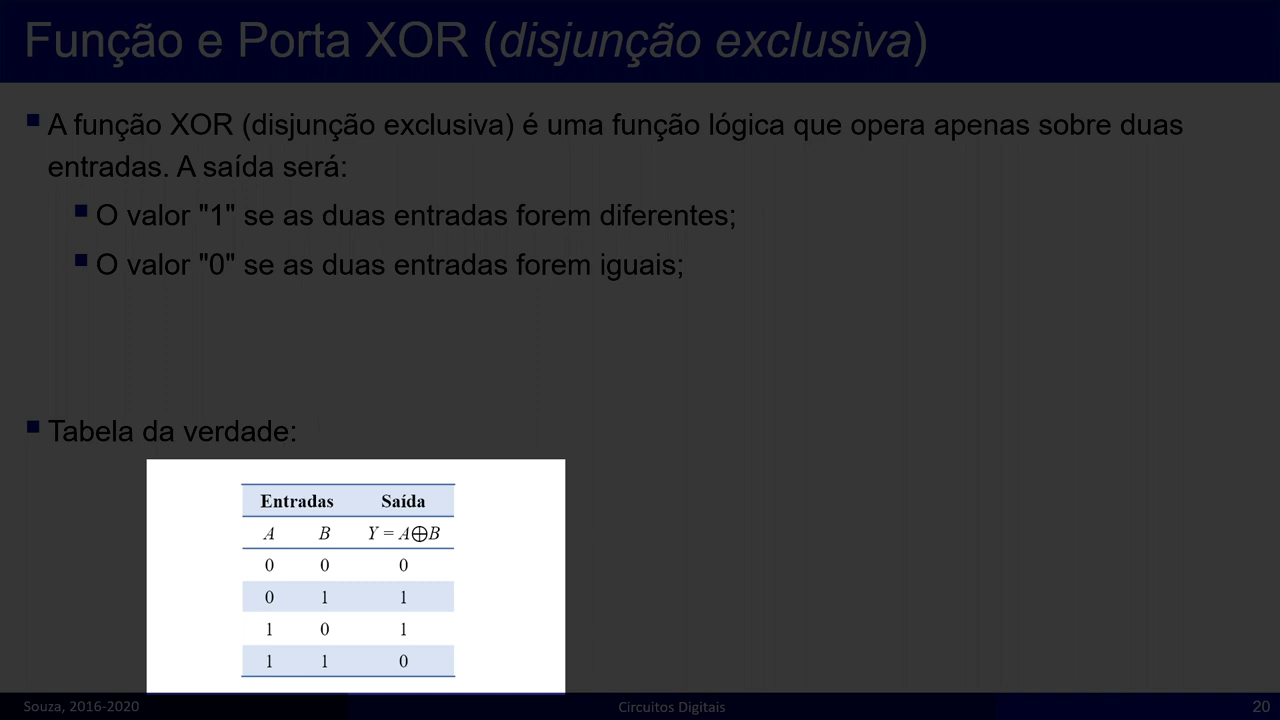 Função e Porta XOR (disjunção exclusiva)
A função XOR (disjunção exclusiva) é uma função lógica que opera apenas sobre duas
entradas. A saída será:
O valor "1" se as duas entradas forem diferentes;
O valor "0" se as duas entradas forem iguais;
Tabela da verdade:
Entradas Saída
A B Y = A⊕B
0 0 0
0 1 1
1 0 1
1 1 0
Souza, 2016-2020 Circuitos Digitais 20